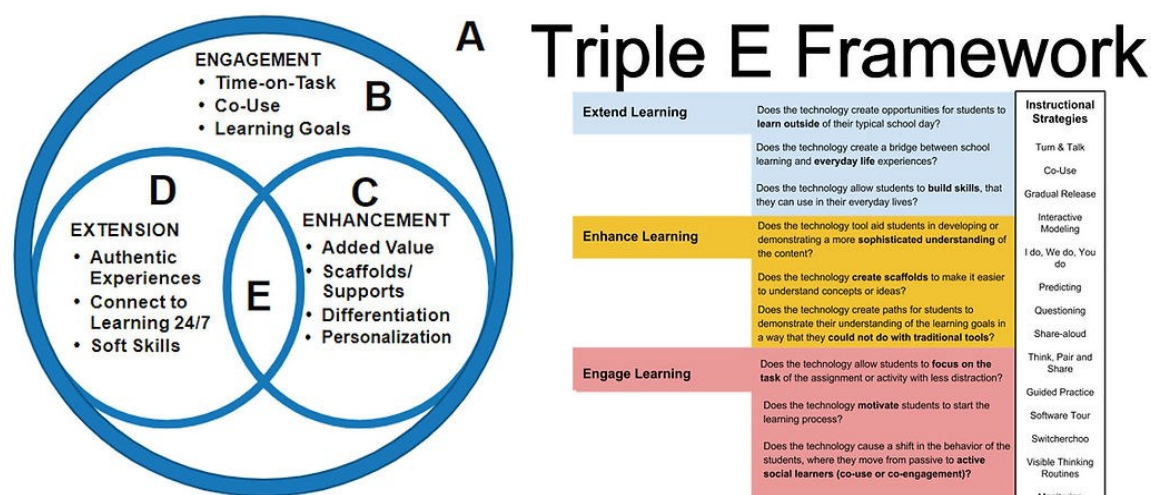 A
ENGAGEMENT
• Time-on-Task
• Co-Use
• Learning Goals
B
D
EXTENSION
• Authentic
Experiences
• Connect to
Learning 24/7
• Soft Skills
C
ENHANCEMENT
• Added Value
• Scaffolds/
Supports
• Differentiation
• Personalization
E
Triple E Framework
Extend Learning
Does the technology create opportunities for students to
learn outside of their typical school day?
Does the technology create a bridge between school
learning and everyday life experiences?
Does the technology allow students to build skills, that
they can use in their everyday lives?
Enhance Learning
Does the technology tool aid students in developing or
demonstrating a more sophisticated understanding of
the content?
Does the technology create scaffolds to make it easier
to understand concepts or ideas?
Does the technology create paths for students to
demonstrate their understanding of the learning goals in
a way that they could not do with traditional tools?
Engage Learning
Does the technology allow students to focus on the
task of the assignment or activity with less distraction?
Does the technology motivate students to start the
learning process?
Does the technology cause a shift in the behavior of the
students, where they move from passive to active
social learners (co-use or co-engagement)?
Instructional
Strategies
Turn & Talk
Co-Use
Gradual Release
Interactive
Modeling
I do, We do, You
do
Predicting
Questioning
Share-aloud
Think, Pair and
Share
Guided Practice
Software Tour
Switcherchoo
Visible Thinking
Routines